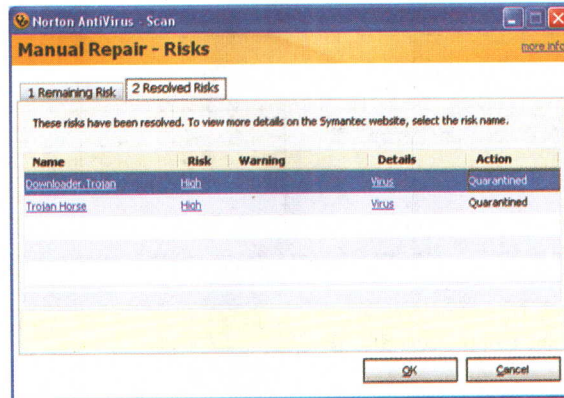 Norton AntiVirus - Scan
Manual Repair - Risks
more info
1 Remaining Risk
2 Resolved Risks
These risks have been resolved. To view more details on the Symantec website, select the risk name.
Name Risk Warning Details Action
Downloader.Trojan High Virus Quarantined
Trojan Horse High Virus Quarantined
OK Cancel